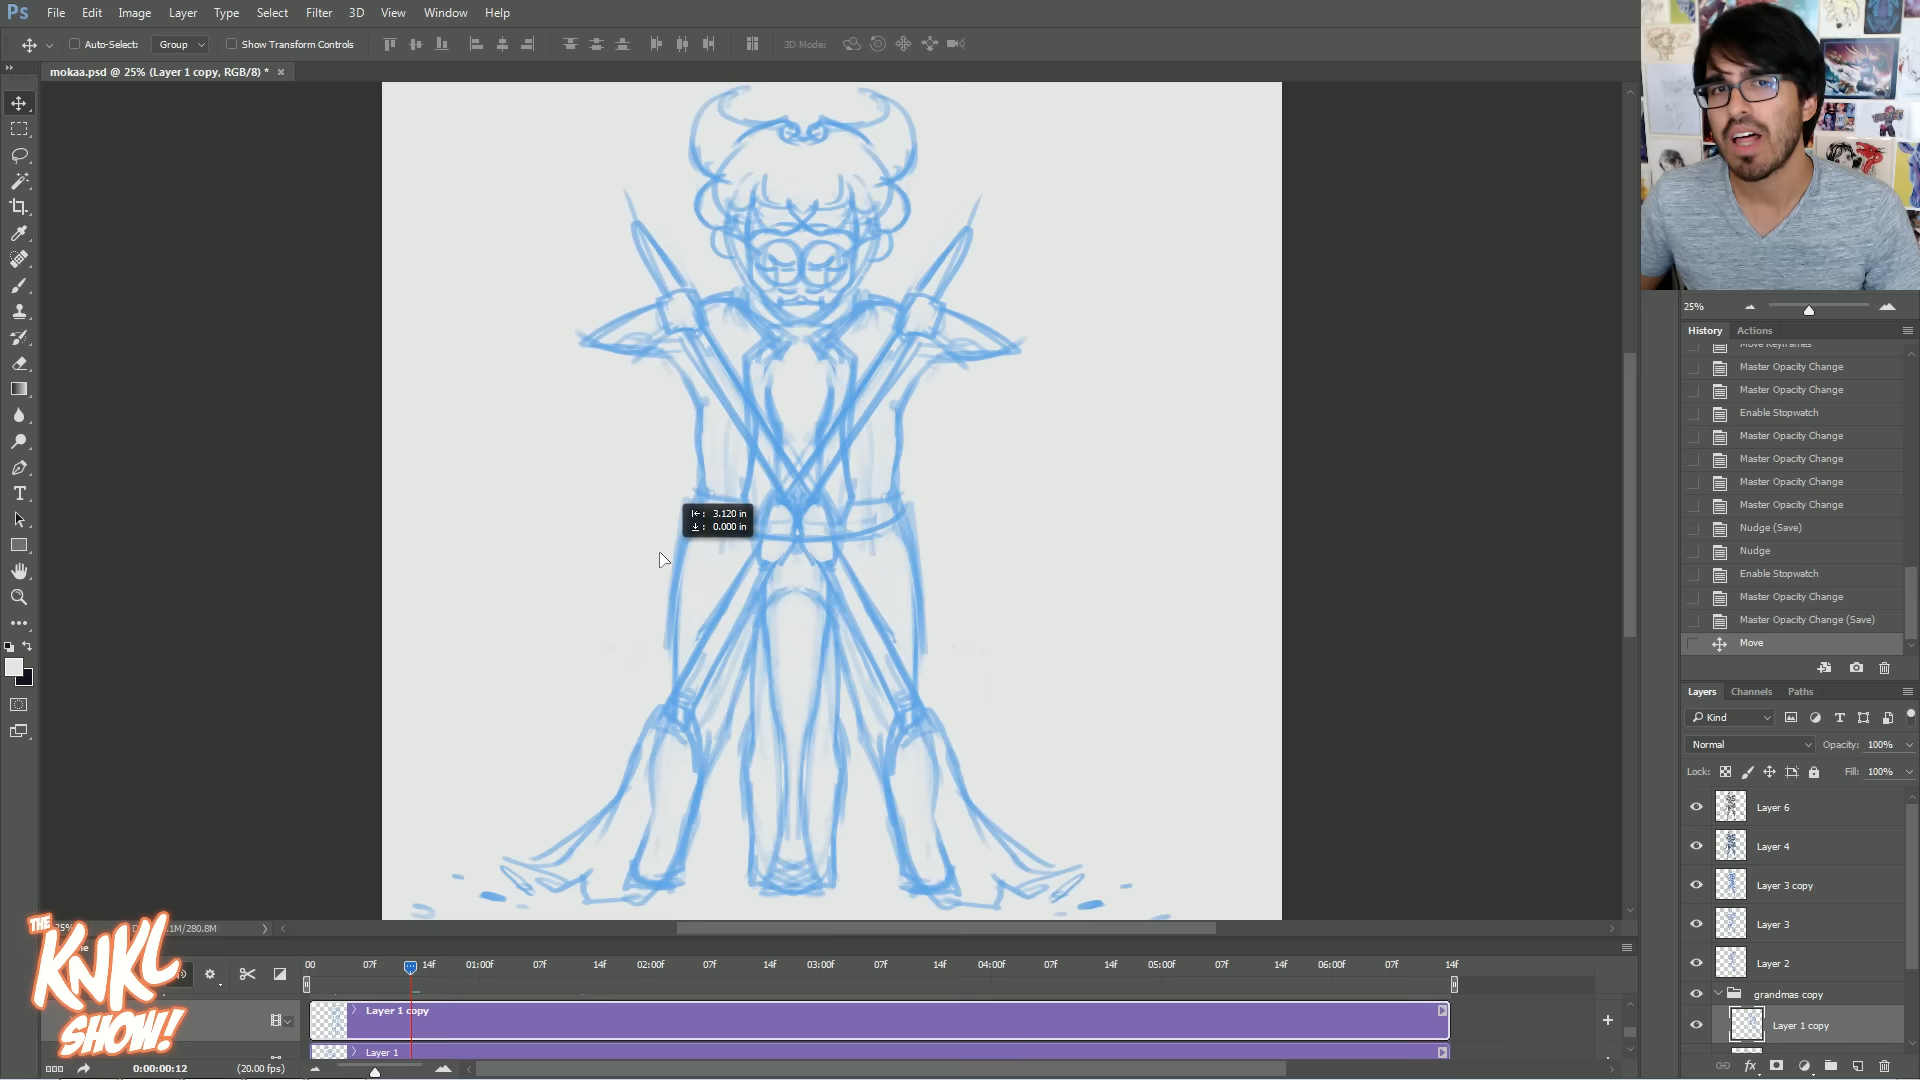 Ps File Edit Image Layer Type Select Filter 3D View Window Help
Auto-Select: Group Show Transform Controls 3D Mode:
mokaa.psd @ 25% (Layer 1 copy, RGB/8) * ×
3.120 in
0.000 in
25%
History Actions
Move Keyframes
Master Opacity Change
Master Opacity Change
Enable Stopwatch
Master Opacity Change
Master Opacity Change
Master Opacity Change
Master Opacity Change
Nudge (Save)
Nudge
Enable Stopwatch
Master Opacity Change
Master Opacity Change (Save)
Move
Layers Channels Paths
Kind
Normal Opacity: 100%
Lock: Fill: 100%
Layer 6
Layer 4
Layer 3 copy
Layer 3
Layer 2
grandmas copy
Layer 1 copy
THE
KNKL
SHOW!
1M/280.8M
00 07f 14f 01:00f 07f 14f 02:00f 07f 14f 03:00f 07f 14f 04:00f 07f 14f 05:00f 07f 14f 06:00f 07f 14f
Layer 1 copy
Layer 1
0:00:00:12 (20.00 fps)